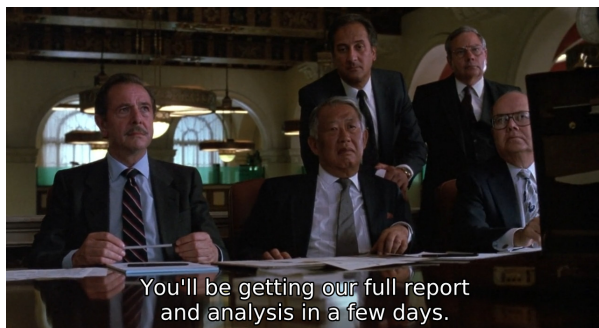 You'll be getting our full report
and analysis in a few days.